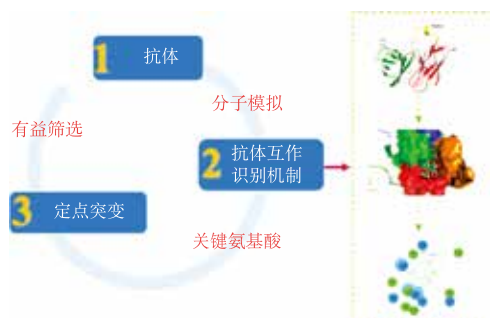 1 抗体
分子模拟
有益筛选
2 抗体互作
识别机制
3 定点突变
关键氨基酸